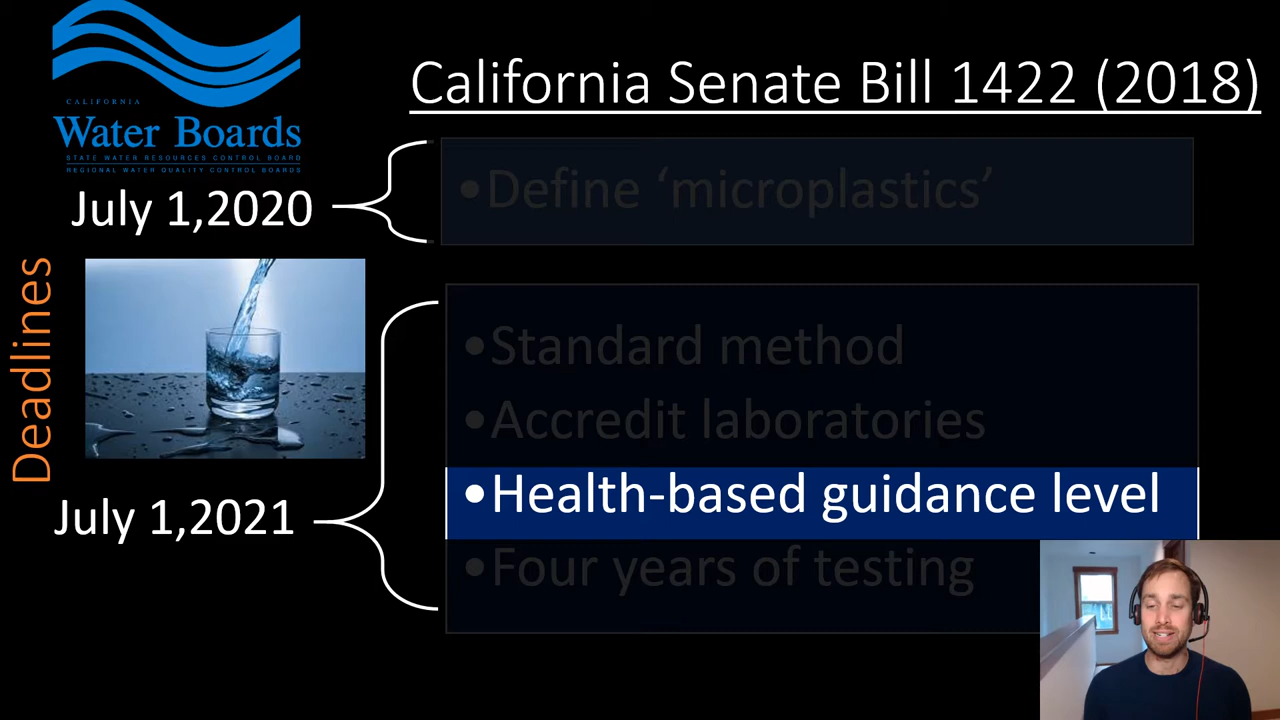 California Senate Bill 1422 (2018)
CALIFORNIA
Water Boards
STATE WATER RESOURCES CONTROL BOARD
REGIONAL WATER QUALITY CONTROL BOARDS
July 1,2020
•Define ‘microplastics’
Deadlines
July 1,2021
•Standard method
•Accredit laboratories
•Health-based guidance level
•Four years of testing